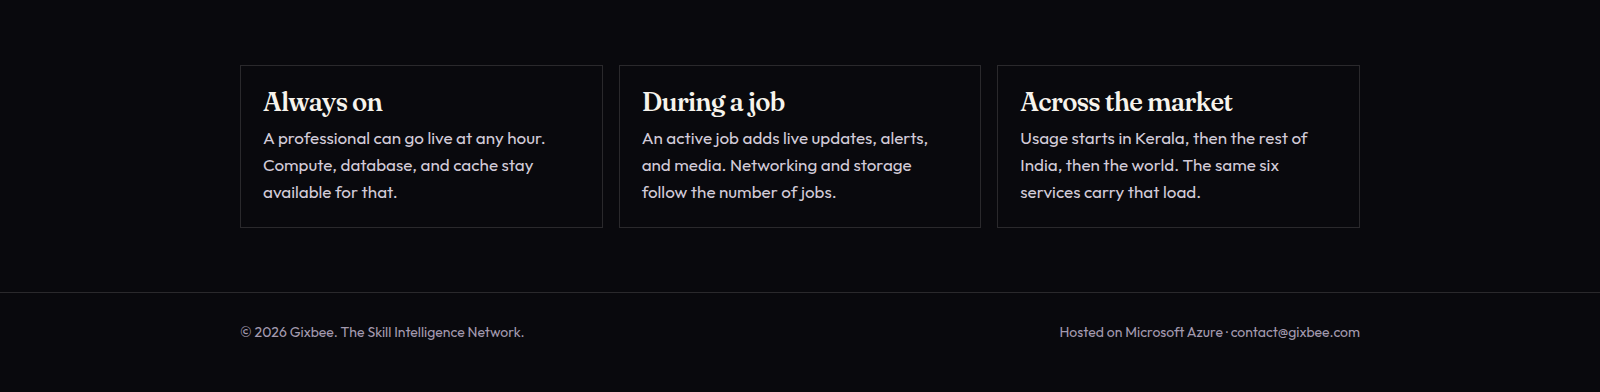 Always on
A professional can go live at any hour.
Compute, database, and cache stay
available for that.
During a job
An active job adds live updates, alerts,
and media. Networking and storage
follow the number of jobs.
Across the market
Usage starts in Kerala, then the rest of
India, then the world. The same six
services carry that load.
© 2026 Gixbee. The Skill Intelligence Network.
Hosted on Microsoft Azure · contact@gixbee.com